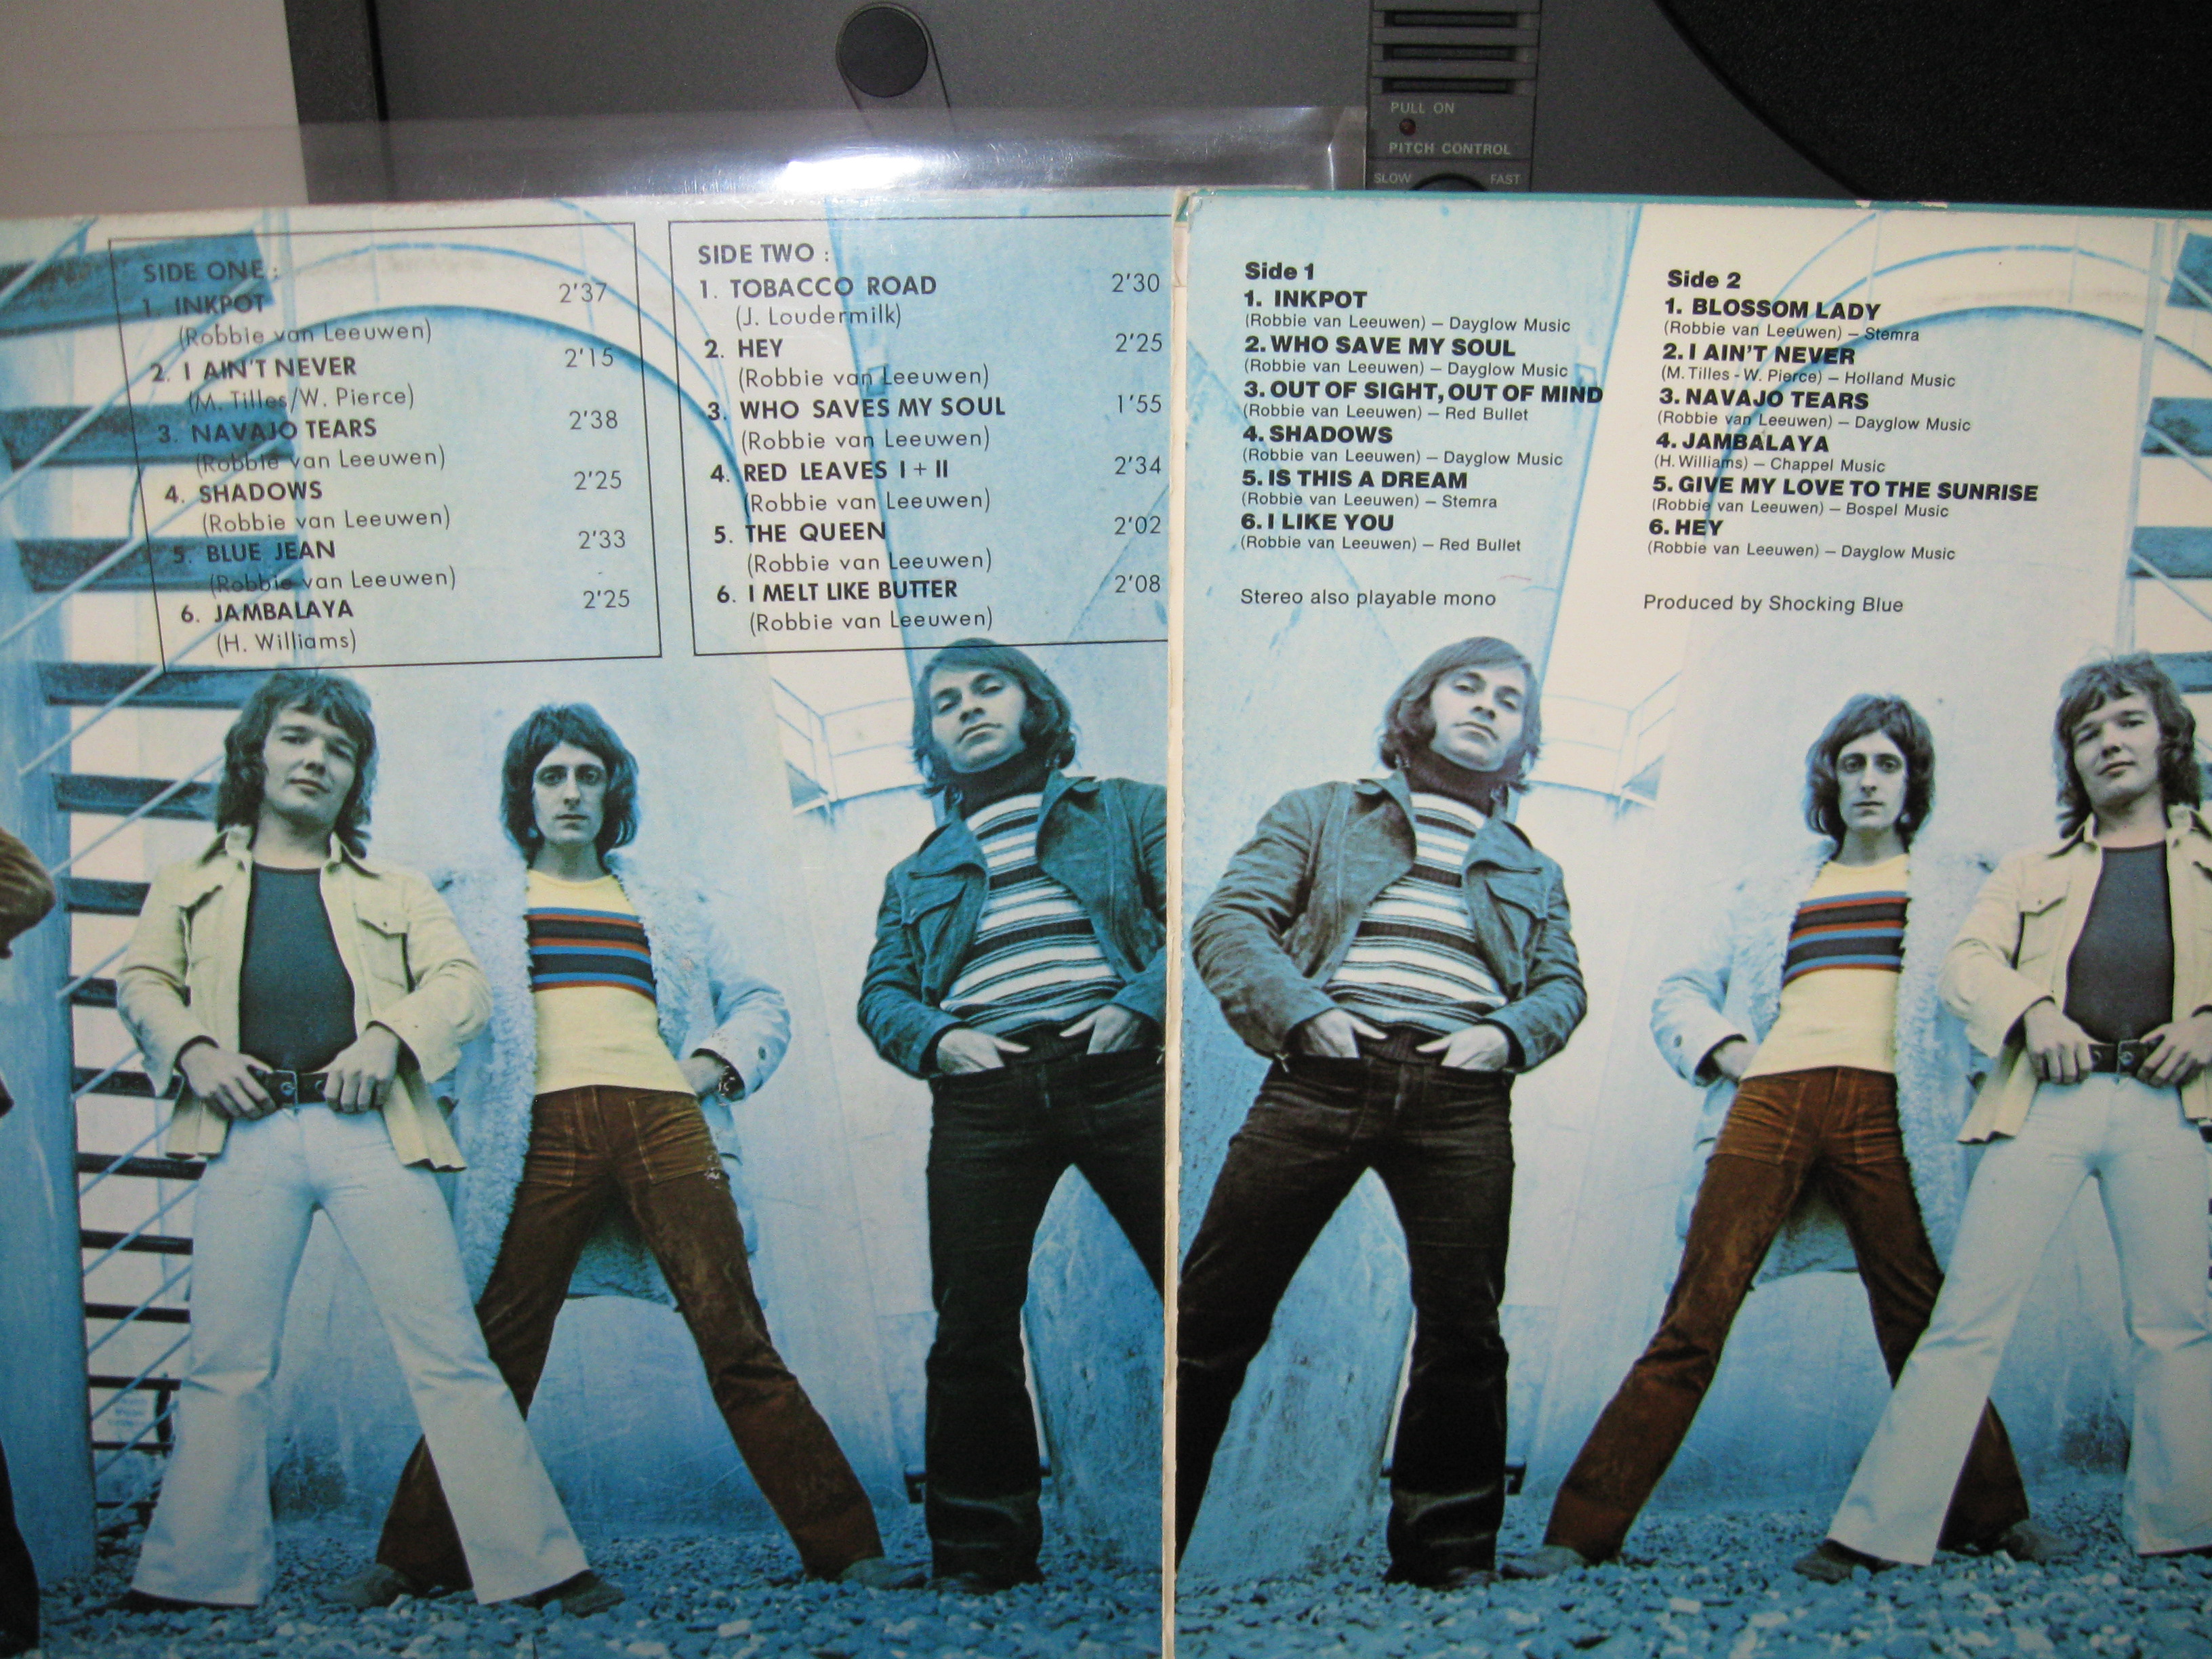 PULL ON
PITCH CONTROL
SLOW FAST
SIDE ONE :
1. INKPOT 2'37
(Robbie van Leeuwen)
2. I AIN'T NEVER 2'15
(M. Tilles/W. Pierce)
3. NAVAJO TEARS 2'38
(Robbie van Leeuwen)
4. SHADOWS 2'25
(Robbie van Leeuwen)
5. BLUE JEAN 2'33
(Robbie van Leeuwen)
6. JAMBALAYA 2'25
(H. Williams)
SIDE TWO :
1. TOBACCO ROAD 2'30
(J. Loudermilk)
2. HEY 2'25
(Robbie van Leeuwen)
3. WHO SAVES MY SOUL 1'55
(Robbie van Leeuwen)
4. RED LEAVES I + II 2'34
(Robbie van Leeuwen)
5. THE QUEEN 2'02
(Robbie van Leeuwen)
6. I MELT LIKE BUTTER 2'08
(Robbie van Leeuwen)
Side 1
1. INKPOT
(Robbie van Leeuwen) – Dayglow Music
2. WHO SAVE MY SOUL
(Robbie van Leeuwen) – Dayglow Music
3. OUT OF SIGHT, OUT OF MIND
(Robbie van Leeuwen) – Red Bullet
4. SHADOWS
(Robbie van Leeuwen) – Dayglow Music
5. IS THIS A DREAM
(Robbie van Leeuwen) – Stemra
6. I LIKE YOU
(Robbie van Leeuwen) – Red Bullet
Stereo also playable mono
Side 2
1. BLOSSOM LADY
(Robbie van Leeuwen) – Stemra
2. I AIN'T NEVER
(M. Tilles - W. Pierce) – Holland Music
3. NAVAJO TEARS
(Robbie van Leeuwen) – Dayglow Music
4. JAMBALAYA
(H. Williams) – Chappel Music
5. GIVE MY LOVE TO THE SUNRISE
(Robbie van Leeuwen) – Bospel Music
6. HEY
(Robbie van Leeuwen) – Dayglow Music
Produced by Shocking Blue